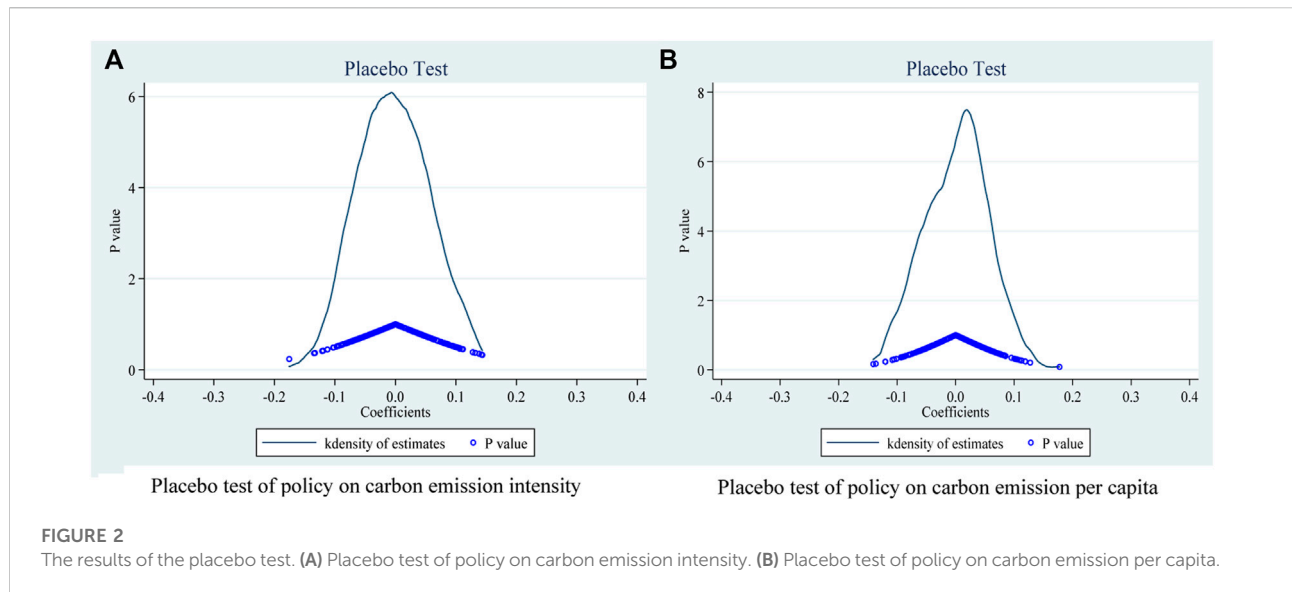 A
Placebo Test
6
4
2
0
P value
-0.4
-0.3
-0.2
-0.1
0.0
0.1
0.2
0.3
0.4
Coefficients
kdensity of estimates
P value
Placebo test of policy on carbon emission intensity
B
Placebo Test
8
6
4
2
0
P value
-0.4
-0.3
-0.2
-0.1
0.0
0.1
0.2
0.3
0.4
Coefficients
kdensity of estimates
P value
Placebo test of policy on carbon emission per capita
FIGURE 2
The results of the placebo test. (A) Placebo test of policy on carbon emission intensity. (B) Placebo test of policy on carbon emission per capita.